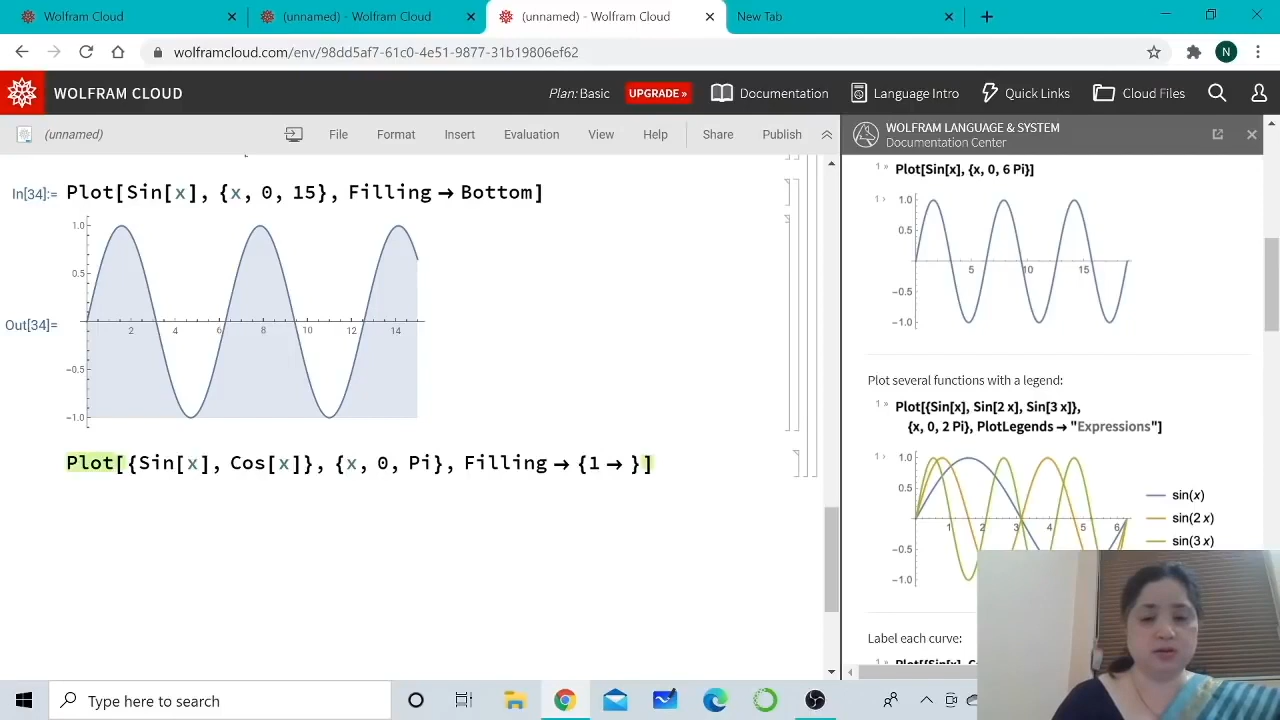 Wolfram Cloud
(unnamed) - Wolfram Cloud
(unnamed) - Wolfram Cloud
New Tab
wolframcloud.com/env/98dd5af7-61c0-4e51-9877-31b19806ef62
N
WOLFRAM CLOUD
Plan: Basic
UPGRADE »
Documentation
Language Intro
Quick Links
Cloud Files
(unnamed)
File
Format
Insert
Evaluation
View
Help
Share
Publish
WOLFRAM LANGUAGE & SYSTEM
Documentation Center
In[34]:= Plot[Sin[x], {x, 0, 15}, Filling → Bottom]
1.0
0.5
Out[34]=
2 4 6 8 10 12 14
-0.5
-1.0
Plot[{Sin[x], Cos[x]}, {x, 0, Pi}, Filling → {1 → }]
1 » Plot[Sin[x], {x, 0, 6 Pi}]
1 › 1.0
0.5
5 10 15
-0.5
-1.0
Plot several functions with a legend:
1 » Plot[{Sin[x], Sin[2 x], Sin[3 x]},
{x, 0, 2 Pi}, PlotLegends → "Expressions"]
1 › 1.0
0.5
1 2 3 4 5 6
-0.5
-1.0
sin(x)
sin(2 x)
sin(3 x)
Label each curve:
Type here to search